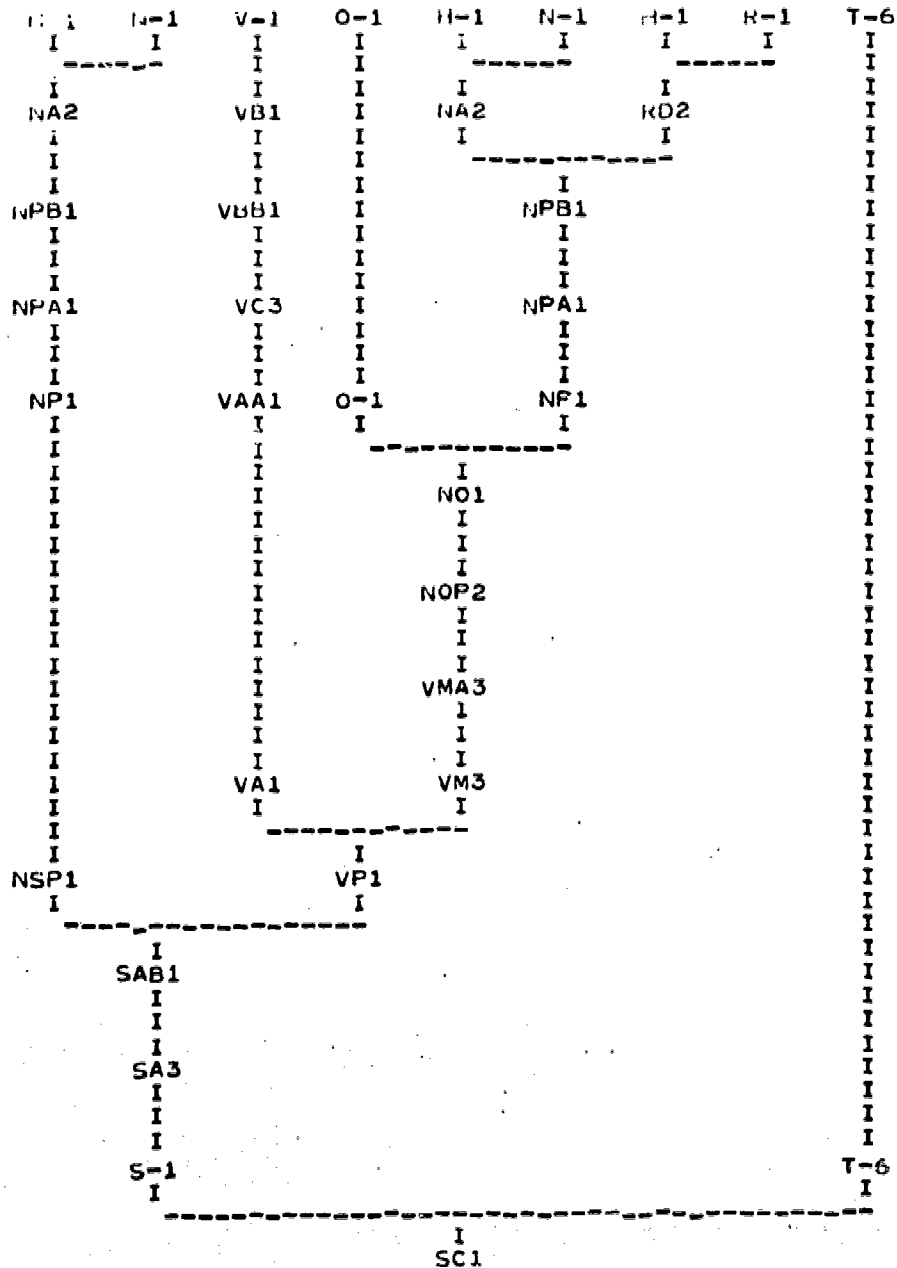 N-1 V-1 O-1 H-1 N-1 H-1 R-1 T-6
NA2 VB1 NA2 RD2
NPB1 VBB1 NPB1
NPA1 VC3 NPA1
NP1 VAA1 O-1 NP1
NO1
NOP2
VMA3
VA1 VM3
NSP1 VP1
SAB1
SA3
S-1 T-6
SC1